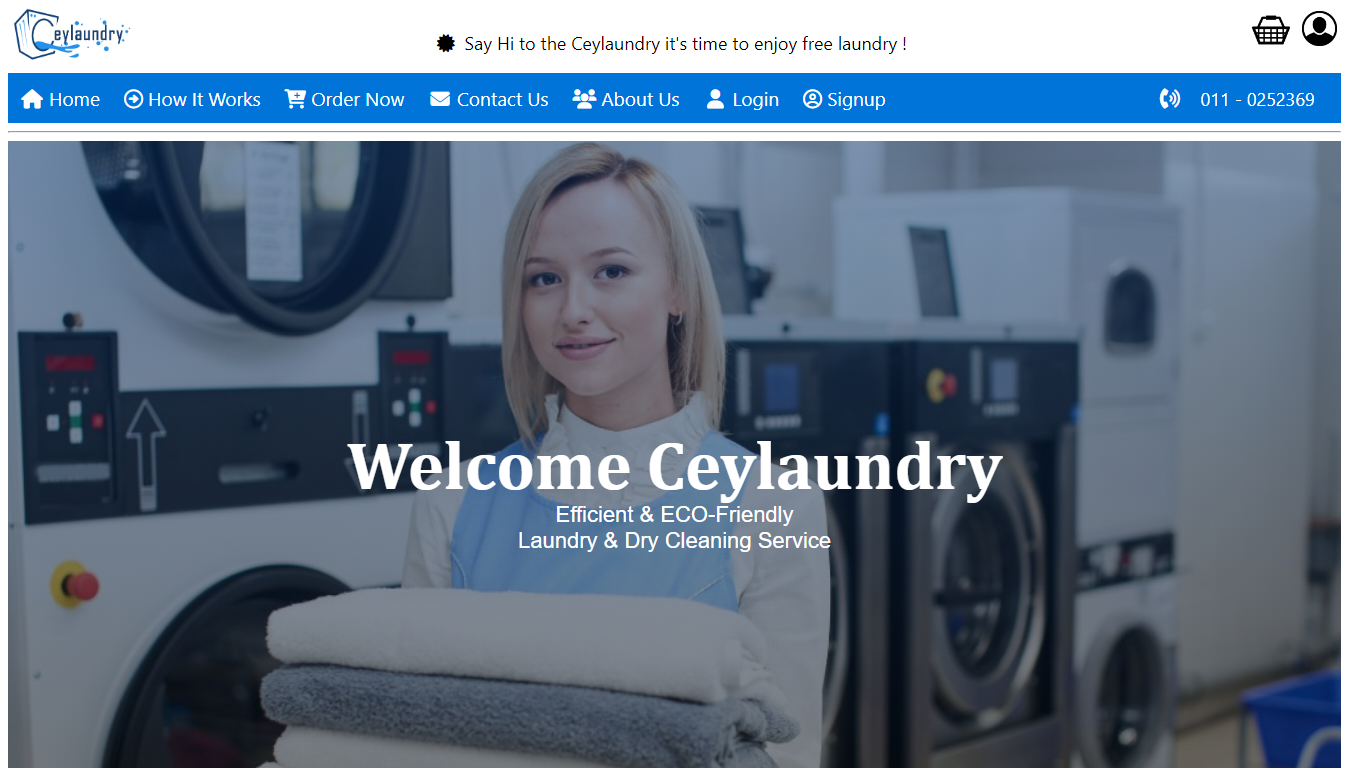 Ceylaundry
Say Hi to the Ceylaundry it's time to enjoy free laundry !
Home How It Works Order Now Contact Us About Us Login Signup 011 - 0252369
Welcome Ceylaundry
Efficient & ECO-Friendly
Laundry & Dry Cleaning Service